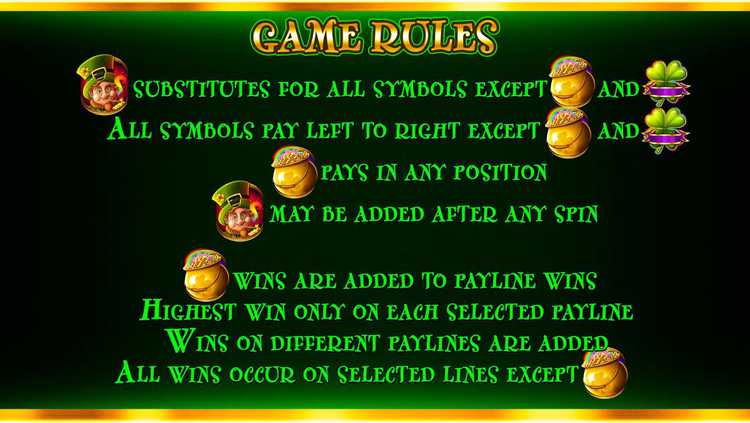 GAME RULES
SUBSTITUTES FOR ALL SYMBOLS EXCEPT AND
ALL SYMBOLS PAY LEFT TO RIGHT EXCEPT AND
PAYS IN ANY POSITION
MAY BE ADDED AFTER ANY SPIN
WINS ARE ADDED TO PAYLINE WINS
HIGHEST WIN ONLY ON EACH SELECTED PAYLINE
WINS ON DIFFERENT PAYLINES ARE ADDED
ALL WINS OCCUR ON SELECTED LINES EXCEPT